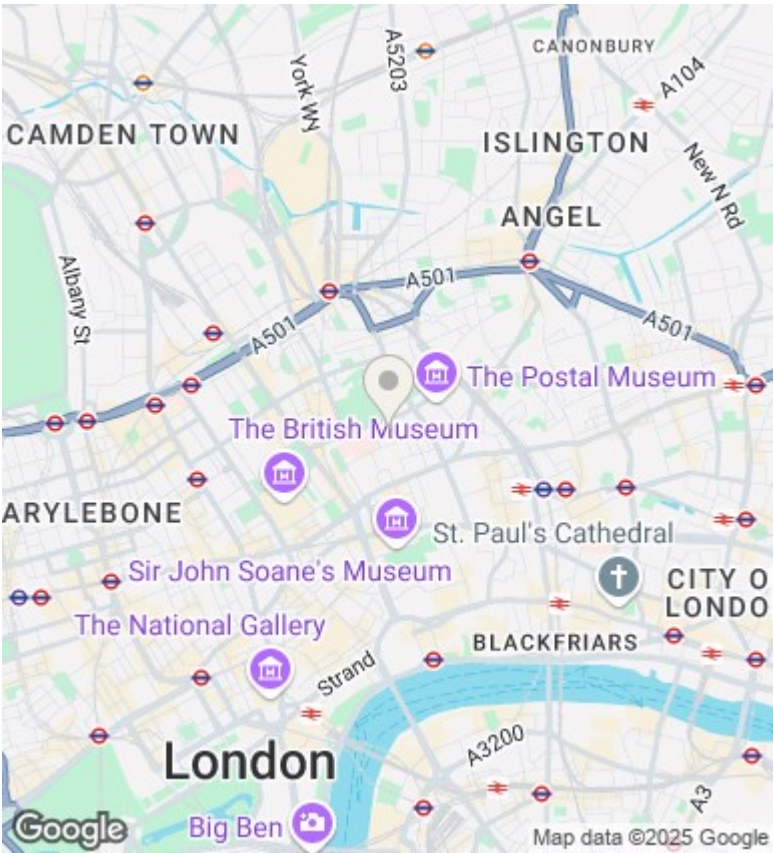 CANONBURY
A5203
York WY
A104
CAMDEN TOWN
ISLINGTON
New N Rd
ANGEL
Albany St
A501
A501
A501
The Postal Museum
The British Museum
ARYLEBONE
St. Paul's Cathedral
Sir John Soane's Museum
CITY O
LONDO
The National Gallery
BLACKFRIARS
Strand
A3200
London
A3
Big Ben
Google
Map data ©2025 Google